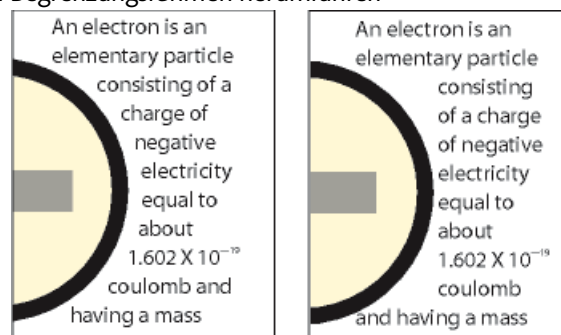 Begrenzungsrahmen herumführen
An electron is an
elementary particle
consisting of a
charge of
negative
electricity
equal to
about
1.602 X 10⁻¹⁹
coulomb and
having a mass
An electron is an
elementary particle
consisting
of a charge
of negative
electricity
equal to
about
1.602 X 10⁻¹⁹
coulomb
and having a mass